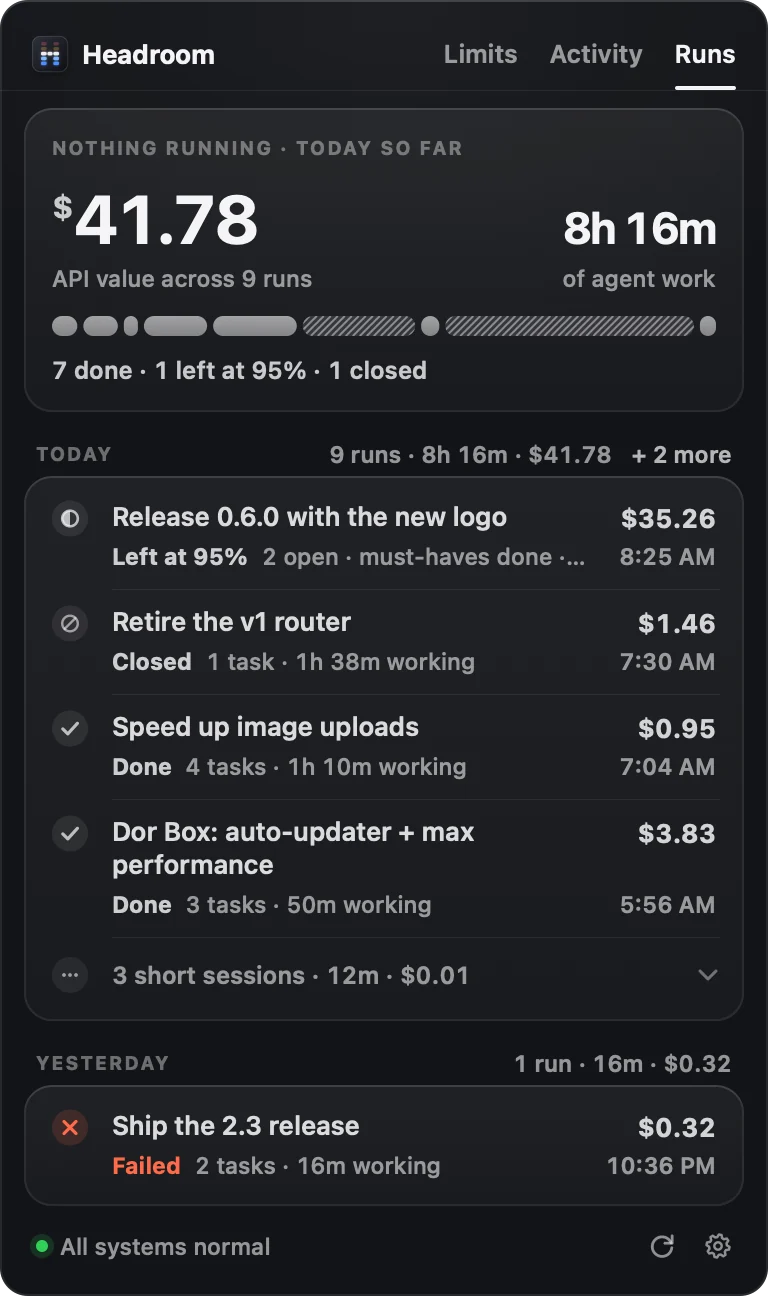 Headroom
Limits
Activity
Runs
NOTHING RUNNING · TODAY SO FAR
$41.78
8h 16m
API value across 9 runs
of agent work
7 done · 1 left at 95% · 1 closed
TODAY
9 runs · 8h 16m · $41.78 + 2 more
Release 0.6.0 with the new logo
$35.26
Left at 95% 2 open · must-haves done ·...
8:25 AM
Retire the v1 router
$1.46
Closed 1 task · 1h 38m working
7:30 AM
Speed up image uploads
$0.95
Done 4 tasks · 1h 10m working
7:04 AM
Dor Box: auto-updater + max
performance
$3.83
Done 3 tasks · 50m working
5:56 AM
3 short sessions · 12m · $0.01
YESTERDAY
1 run · 16m · $0.32
Ship the 2.3 release
$0.32
Failed 2 tasks · 16m working
10:36 PM
All systems normal